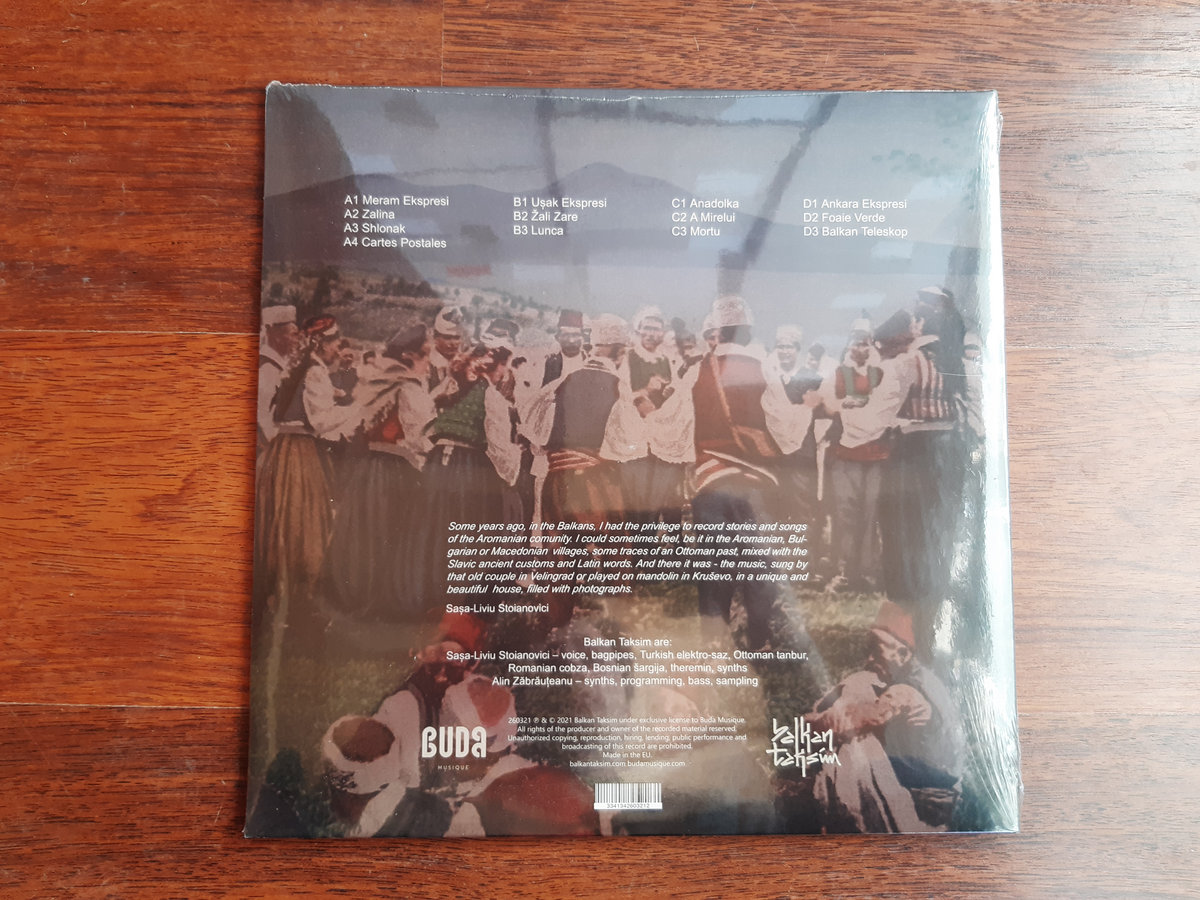 A1 Meram Ekspresi
A2 Zalina
A3 Shlonak
A4 Cartes Postales
B1 Uşak Ekspresi
B2 Žali Zare
B3 Lunca
C1 Anadolka
C2 A Mirelui
C3 Mortu
D1 Ankara Ekspresi
D2 Foaie Verde
D3 Balkan Teleskop
Some years ago, in the Balkans, I had the privilege to record stories and songs
of the Aromanian comunity. I could sometimes feel, be it in the Aromanian, Bul-
garian or Macedonian villages, some traces of an Ottoman past, mixed with the
Slavic ancient customs and Latin words. And there it was - the music, sung by
that old couple in Velingrad or played on mandolin in Kruševo, in a unique and
beautiful house, filled with photographs.
Sașa-Liviu Stoianovici
Balkan Taksim are:
Sașa-Liviu Stoianovici – voice, bagpipes, Turkish elektro-saz, Ottoman tanbur,
Romanian cobza, Bosnian šargija, theremin, synths
Alin Zăbrăuțeanu – synths, programming, bass, sampling
BUDA
MUSIQUE
260321 ℗ & © 2021 Balkan Taksim under exclusive license to Buda Musique.
All rights of the producer and owner of the recorded material reserved.
Unauthorized copying, reproduction, hiring, lending, public performance and
broadcasting of this record are prohibited.
Made in the EU.
balkantaksim.com budamusique.com
balkan
taksim
3341342603212